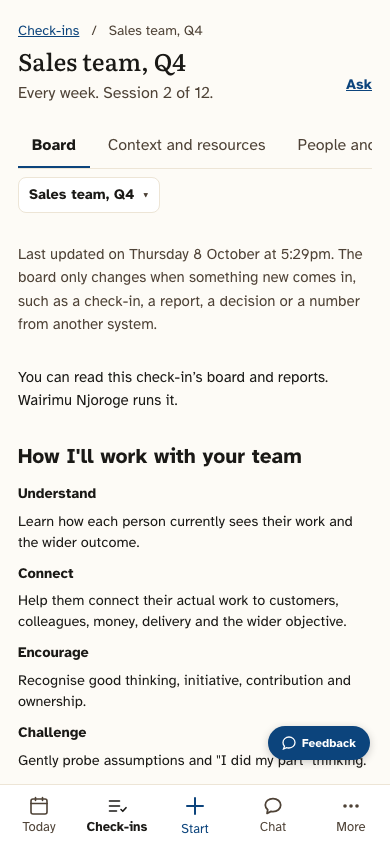 Check-ins / Sales team, Q4
Sales team, Q4
Every week. Session 2 of 12.
Ask
Board Context and resources People and
Sales team, Q4 ▾
Last updated on Thursday 8 October at 5:29pm. The
board only changes when something new comes in,
such as a check-in, a report, a decision or a number
from another system.
You can read this check-in’s board and reports.
Wairimu Njoroge runs it.
How I'll work with your team
Understand
Learn how each person currently sees their work and
the wider outcome.
Connect
Help them connect their actual work to customers,
colleagues, money, delivery and the wider objective.
Encourage
Recognise good thinking, initiative, contribution and
ownership.
Challenge
Gently probe assumptions and "I did my part" thinking.
Feedback
Today Check-ins Start Chat More